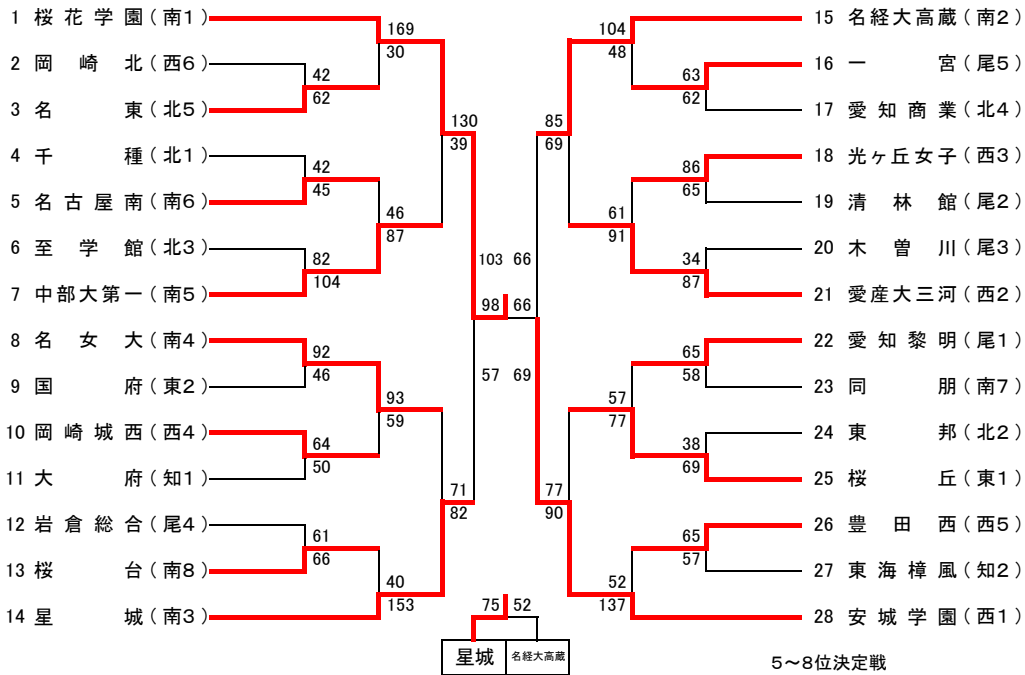 1 桜花学園(南1)
2 岡崎北(西6)
3 名東(北5)
4 千種(北1)
5 名古屋南(南6)
6 至学館(北3)
7 中部大第一(南5)
8 名女大(南4)
9 国府(東2)
10 岡崎城西(西4)
11 大府(知1)
12 岩倉総合(尾4)
13 桜台(南8)
14 星城(南3)
169
30
42
62
130
39
42
45
46
87
82
104
92
46
93
59
64
50
71
82
61
66
40
153
103 66
98 66
57 69
75 52
星城 名経大高蔵
104
48
63
62
85
69
86
65
61
91
34
87
65
58
57
77
38
69
77
90
65
57
52
137
15 名経大高蔵(南2)
16 一宮(尾5)
17 愛知商業(北4)
18 光ヶ丘女子(西3)
19 清林館(尾2)
20 木曽川(尾3)
21 愛産大三河(西2)
22 愛知黎明(尾1)
23 同朋(南7)
24 東邦(北2)
25 桜丘(東1)
26 豊田西(西5)
27 東海樟風(知2)
28 安城学園(西1)
5～8位決定戦